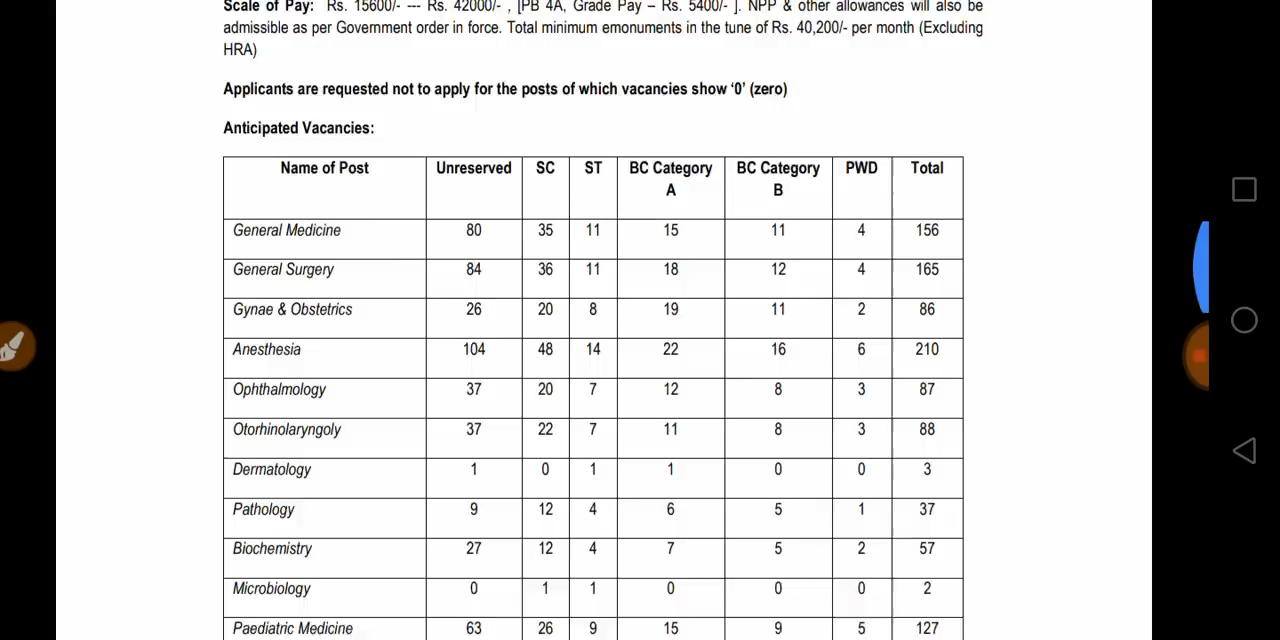 Scale of Pay: Rs. 15600/- --- Rs. 42000/- , [PB 4A, Grade Pay – Rs. 5400/- ]. NPP & other allowances will also be
admissible as per Government order in force. Total minimum emonuments in the tune of Rs. 40,200/- per month (Excluding
HRA)
Applicants are requested not to apply for the posts of which vacancies show ‘0’ (zero)
Anticipated Vacancies:
Name of Post Unreserved SC ST BC Category A BC Category B PWD Total
General Medicine 80 35 11 15 11 4 156
General Surgery 84 36 11 18 12 4 165
Gynae & Obstetrics 26 20 8 19 11 2 86
Anesthesia 104 48 14 22 16 6 210
Ophthalmology 37 20 7 12 8 3 87
Otorhinolaryngoly 37 22 7 11 8 3 88
Dermatology 1 0 1 1 0 0 3
Pathology 9 12 4 6 5 1 37
Biochemistry 27 12 4 7 5 2 57
Microbiology 0 1 1 0 0 0 2
Paediatric Medicine 63 26 9 15 9 5 127